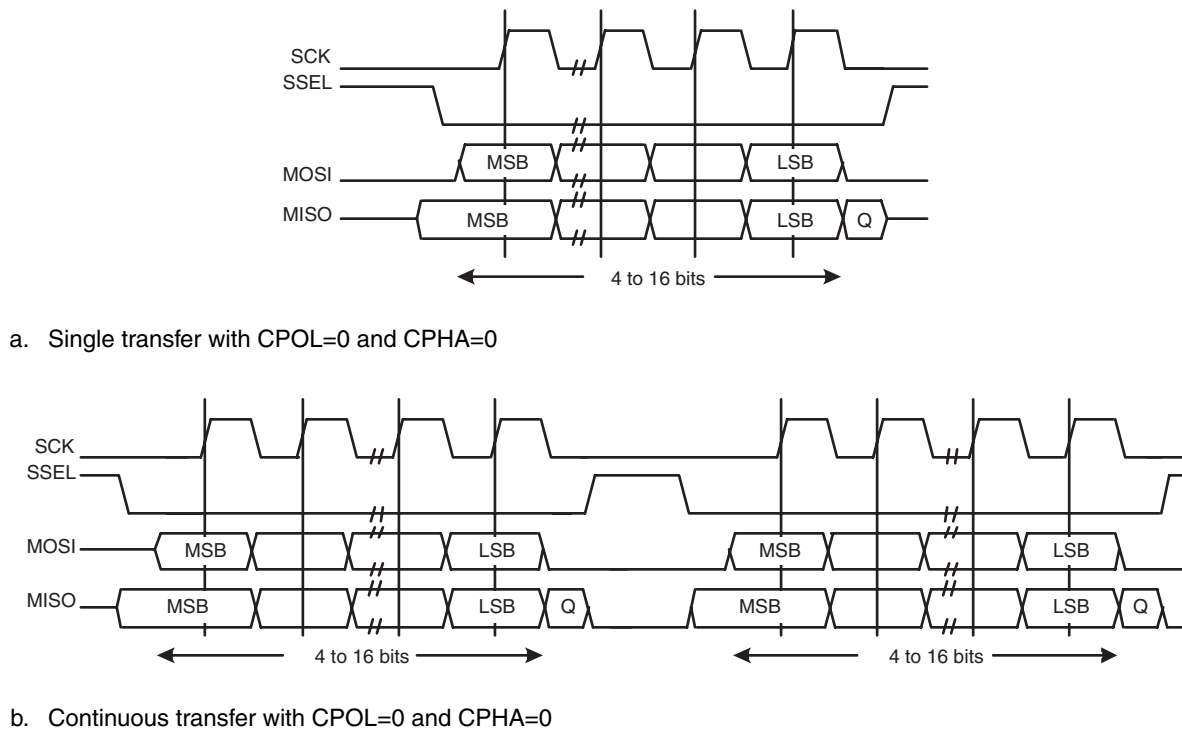 SCK
SSEL
MOSI MSB LSB
MISO MSB LSB Q
4 to 16 bits
a. Single transfer with CPOL=0 and CPHA=0
SCK
SSEL
MOSI MSB LSB MSB LSB
MISO MSB LSB Q MSB LSB Q
4 to 16 bits 4 to 16 bits
b. Continuous transfer with CPOL=0 and CPHA=0